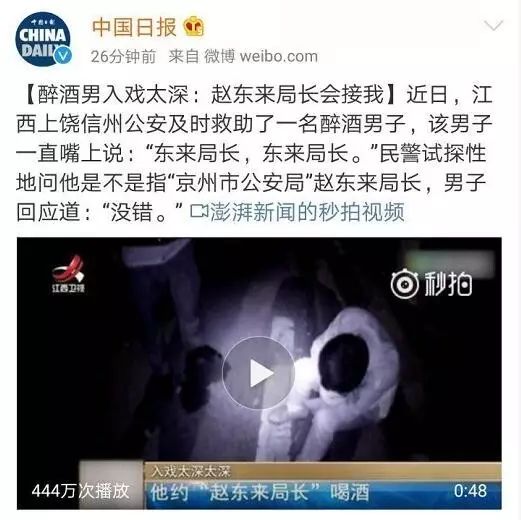 中国日报
CHINA
DAILY
中国日报
26分钟前 来自 微博 weibo.com
【醉酒男入戏太深：赵东来局长会接我】近日，江
西上饶信州公安及时救助了一名醉酒男子，该男子
一直嘴上说：“东来局长，东来局长。”民警试探性
地问他是不是指“京州市公安局”赵东来局长，男子
回应道：“没错。” 澎湃新闻的秒拍视频
江西卫视
秒拍
入戏太深太深
444万次播放
他约“赵东来局长”喝酒
0:48